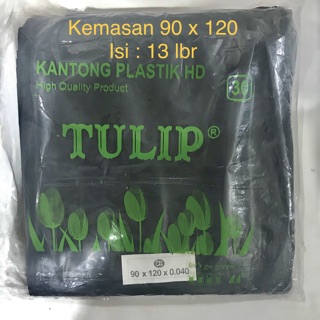 Kemasan 90 x 120
Isi : 13 lbr
KANTONG PLASTIK HD
High Quality Product
36
TULIP®
90 x 120 x 0.040